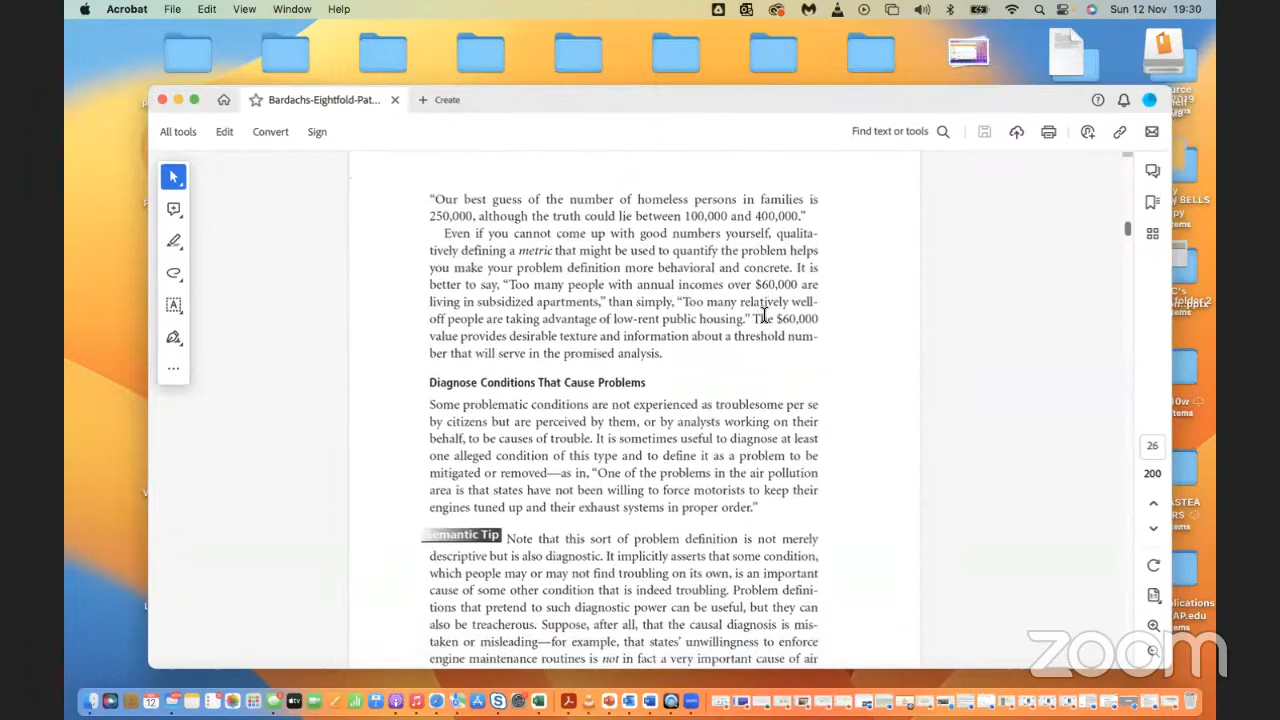 Acrobat File Edit View Window Help Sun 12 Nov 19:30
Bardachs-Eightfold-Pat... Create
All tools Edit Convert Sign Find text or tools
“Our best guess of the number of homeless persons in families is
250,000, although the truth could lie between 100,000 and 400,000.”
Even if you cannot come up with good numbers yourself, qualita-
tively defining a metric that might be used to quantify the problem helps
you make your problem definition more behavioral and concrete. It is
better to say, “Too many people with annual incomes over $60,000 are
living in subsidized apartments,” than simply, “Too many relatively well-
off people are taking advantage of low-rent public housing.” The $60,000
value provides desirable texture and information about a threshold num-
ber that will serve in the promised analysis.
Diagnose Conditions That Cause Problems
Some problematic conditions are not experienced as troublesome per se
by citizens but are perceived by them, or by analysts working on their
behalf, to be causes of trouble. It is sometimes useful to diagnose at least
one alleged condition of this type and to define it as a problem to be
mitigated or removed—as in, “One of the problems in the air pollution
area is that states have not been willing to force motorists to keep their
engines tuned up and their exhaust systems in proper order.”
Semantic Tip Note that this sort of problem definition is not merely
descriptive but is also diagnostic. It implicitly asserts that some condition,
which people may or may not find troubling on its own, is an important
cause of some other condition that is indeed troubling. Problem defini-
tions that pretend to such diagnostic power can be useful, but they can
also be treacherous. Suppose, after all, that the causal diagnosis is mis-
taken or misleading—for example, that states’ unwillingness to enforce
engine maintenance routines is not in fact a very important cause of air
26
200
zoom